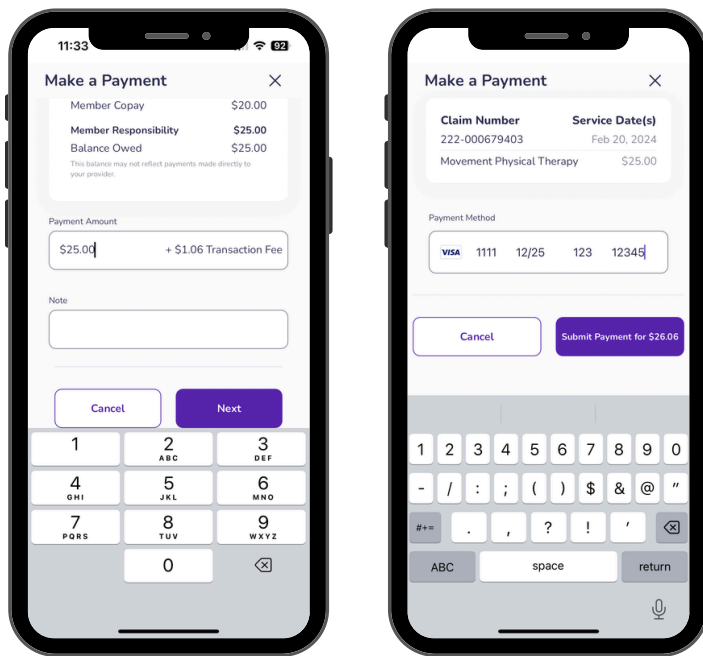 11:33
92
Make a Payment
Member Copay $20.00
Member Responsibility $25.00
Balance Owed $25.00
This balance may not reflect payments made directly to
your provider.
Payment Amount
$25.00 + $1.06 Transaction Fee
Note
Cancel Next
1 2 3
ABC DEF
4 5 6
GHI JKL MNO
7 8 9
PQRS TUV WXYZ
0
Make a Payment
Claim Number Service Date(s)
222-000679403 Feb 20, 2024
Movement Physical Therapy $25.00
Payment Method
VISA 1111 12/25 123 12345
Cancel Submit Payment for $26.06
1 2 3 4 5 6 7 8 9 0
- / : ; ( ) $ & @ "
#+= . , ? ! '
ABC space return